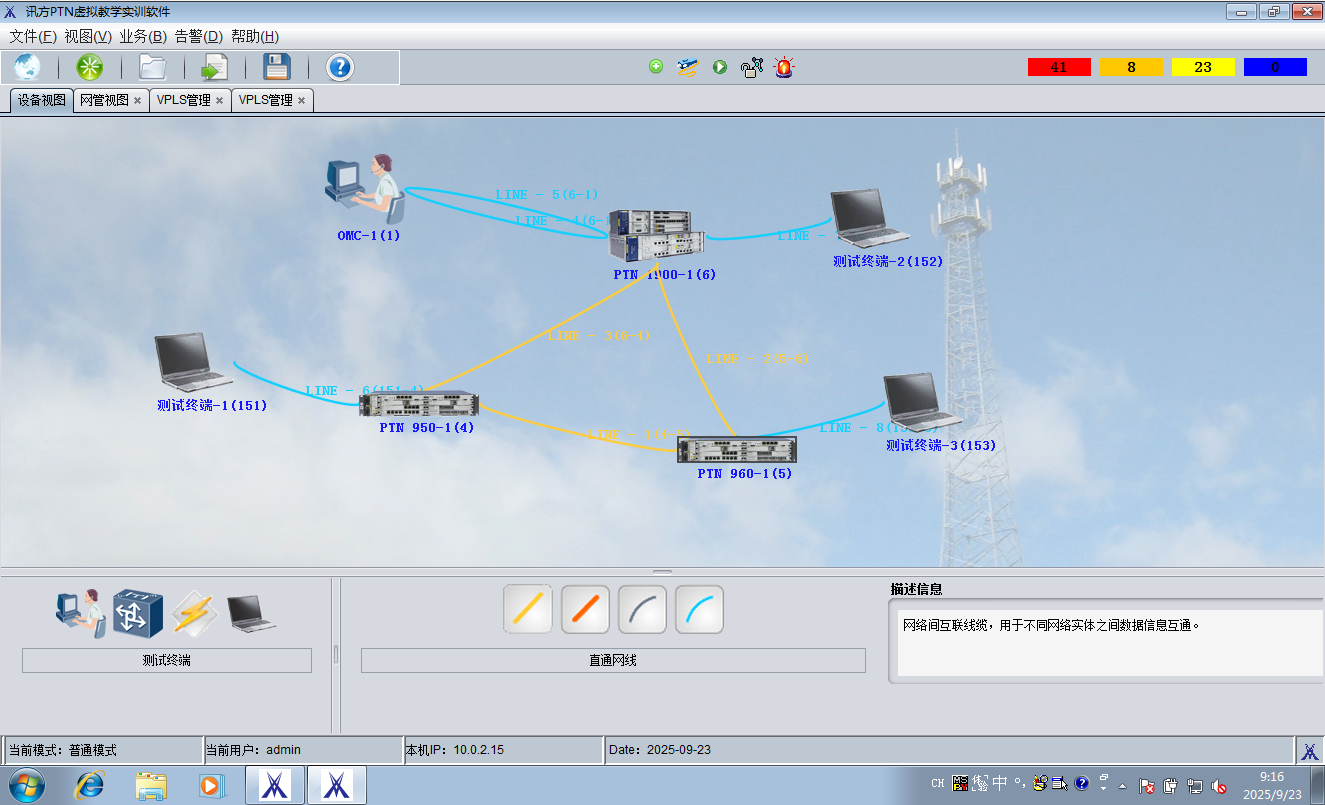 讯方PTN虚拟教学实训软件
文件(F) 视图(V) 业务(B) 告警(D) 帮助(H)
41 8 23 0
设备视图 网管视图 VPLS管理 VPLS管理
LINE - 5(6-1)
LINE - 4(6-
OMC-1(1)
LINE -
测试终端-2(152)
PTN 1900-1(6)
LINE - 3(6-4)
LINE - 2(5-6)
LINE - 6(151-4)
测试终端-1(151)
PTN 950-1(4)
LINE - 1(4-5)
LINE - 8(15
测试终端-3(153)
PTN 960-1(5)
描述信息
网络间互联线缆，用于不同网络实体之间数据信息互通。
测试终端
直通网线
当前模式：普通模式 当前用户：admin 本机IP：10.0.2.15 Date：2025-09-23
CH 中 9:16
2025/9/23